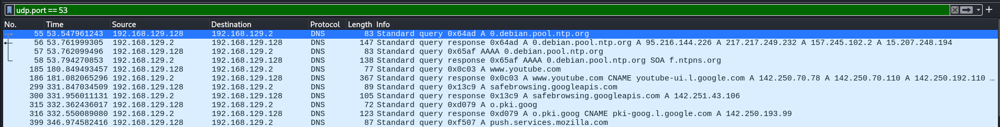 udp.port == 53
No. Time Source Destination Protocol Length Info
55 53.547961243 192.168.129.128 192.168.129.2 DNS 83 Standard query 0x64ad A 0.debian.pool.ntp.org
56 53.761999305 192.168.129.2 192.168.129.128 DNS 147 Standard query response 0x64ad A 0.debian.pool.ntp.org A 95.216.144.226 A 217.217.249.232 A 157.245.102.2 A 15.207.248.194
57 53.762099496 192.168.129.128 192.168.129.2 DNS 83 Standard query 0x65af AAAA 0.debian.pool.ntp.org
58 53.794270853 192.168.129.2 192.168.129.128 DNS 138 Standard query response 0x65af AAAA 0.debian.pool.ntp.org SOA f.ntpns.org
185 180.849493457 192.168.129.128 192.168.129.2 DNS 77 Standard query 0x0c03 A www.youtube.com
186 181.082065296 192.168.129.2 192.168.129.128 DNS 367 Standard query response 0x0c03 A www.youtube.com CNAME youtube-ui.l.google.com A 142.250.70.78 A 142.250.70.110 A 142.250.192.110 …
299 331.847034509 192.168.129.128 192.168.129.2 DNS 89 Standard query 0x13c9 A safebrowsing.googleapis.com
300 331.956011131 192.168.129.2 192.168.129.128 DNS 105 Standard query response 0x13c9 A safebrowsing.googleapis.com A 142.251.43.106
315 332.362436017 192.168.129.128 192.168.129.2 DNS 72 Standard query 0xd079 A o.pki.goog
316 332.550089080 192.168.129.2 192.168.129.128 DNS 123 Standard query response 0xd079 A o.pki.goog CNAME pki-goog.l.google.com A 142.250.193.99
399 346.974582416 192.168.129.128 192.168.129.2 DNS 87 Standard query 0xf507 A push.services.mozilla.com